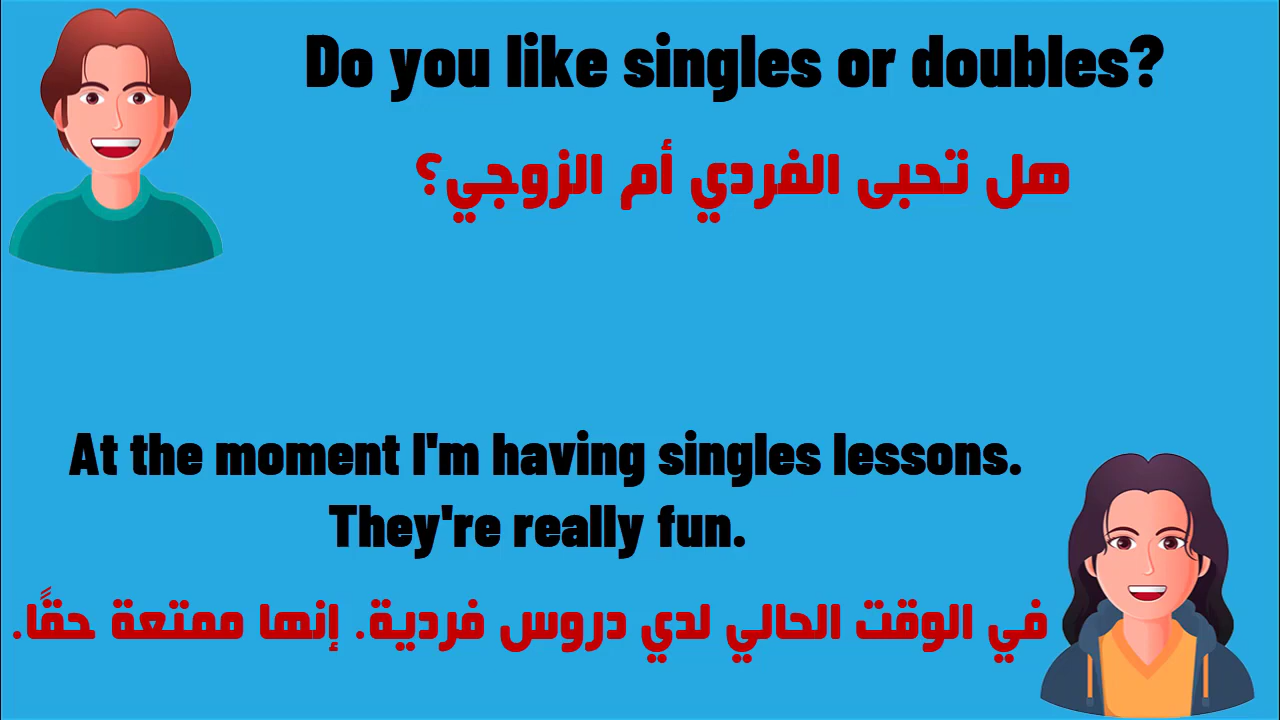 Do you like singles or doubles?
هل تحبى الفردي أم الزوجي؟
At the moment I'm having singles lessons.
They're really fun.
في الوقت الحالي لدي دروس فردية. إنها ممتعة حقًا.